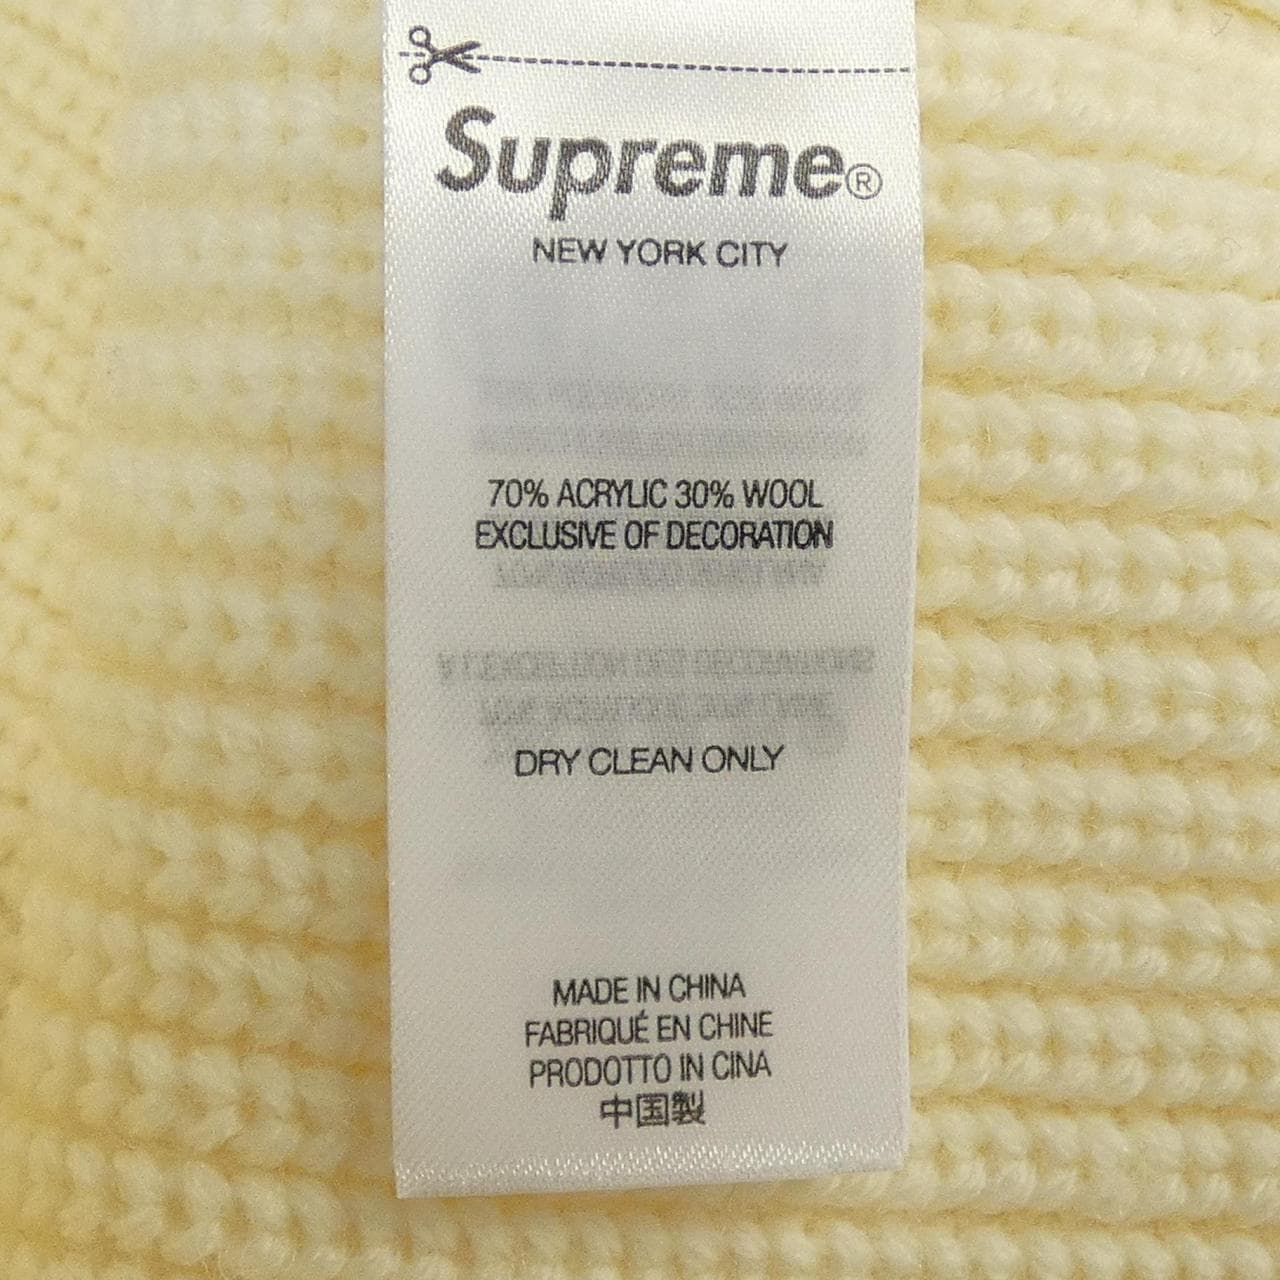 Supreme®
NEW YORK CITY
70% ACRYLIC 30% WOOL
EXCLUSIVE OF DECORATION
DRY CLEAN ONLY
MADE IN CHINA
FABRIQUÉ EN CHINE
PRODOTTO IN CINA
中国製